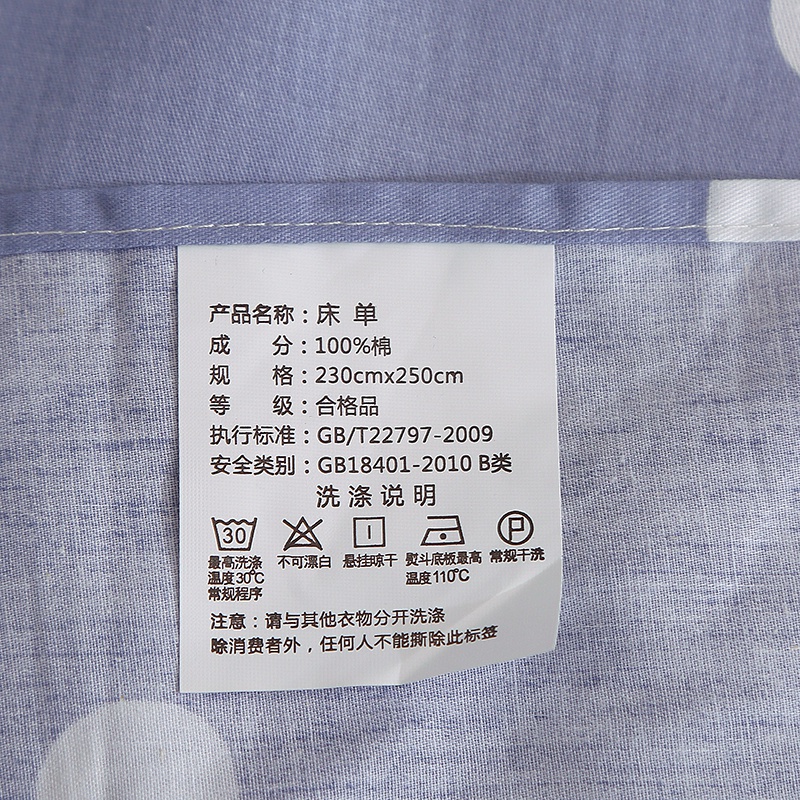 产品名称：床 单
成 分：100%棉
规 格：230cmx250cm
等 级：合格品
执行标准：GB/T22797-2009
安全类别：GB18401-2010 B类
洗涤说明
30 P
最高洗涤 不可漂白 悬挂晾干 熨斗底板最高 常规干洗
温度30℃ 温度110℃
常规程序
注意：请与其他衣物分开洗涤
除消费者外，任何人不能撕除此标签